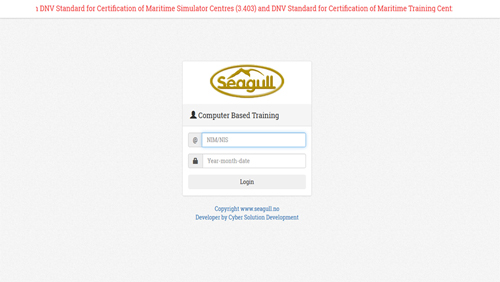 DNV Standard for Certification of Maritime Simulator Centres (3 403) and DNV Standard for Certification of Maritime Training Cent
Seagull
Computer Based Training
@ NIM/NIS
Year-month-date
Login
Copyright www.seagull.no
Developer by Cyber Solution Development